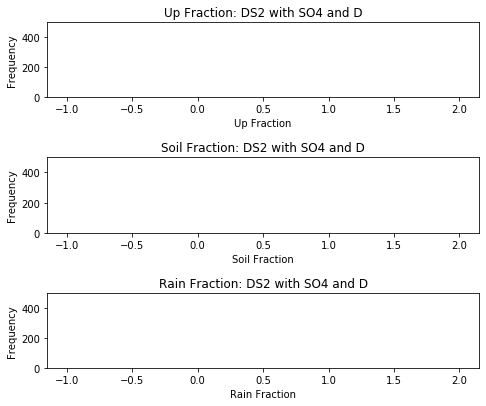 Up Fraction: DS2 with SO4 and D
400
200
0
Frequency
−1.0 −0.5 0.0 0.5 1.0 1.5 2.0
Up Fraction
Soil Fraction: DS2 with SO4 and D
400
200
0
Frequency
−1.0 −0.5 0.0 0.5 1.0 1.5 2.0
Soil Fraction
Rain Fraction: DS2 with SO4 and D
400
200
0
Frequency
−1.0 −0.5 0.0 0.5 1.0 1.5 2.0
Rain Fraction